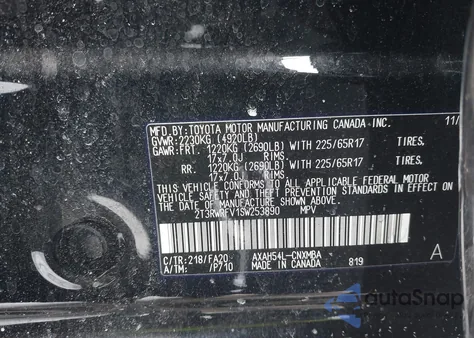 MFD.BY:TOYOTA MOTOR MANUFACTURING CANADA INC. 11/
GVWR:2230KG (4920LB)
GAWR:FRT. 1220KG (2690LB) WITH 225/65R17 TIRES.
17x7.0J RIMS.
RR. 1220KG (2690LB) WITH 225/65R17 TIRES.
17x7.0J RIMS.
THIS VEHICLE CONFORMS TO ALL APPLICABLE FEDERAL MOTOR
VEHICLE SAFETY AND THEFT PREVENTION STANDARDS IN EFFECT
ON THE DATE OF MANUFACTURE SHOWN ABOVE.
2T3RWRFV1SW253890 MPV
C/TR:218/FA20 AXAH54L-CNXMBA
A/TM: /P710 MADE IN CANADA 819
A
autoSnap